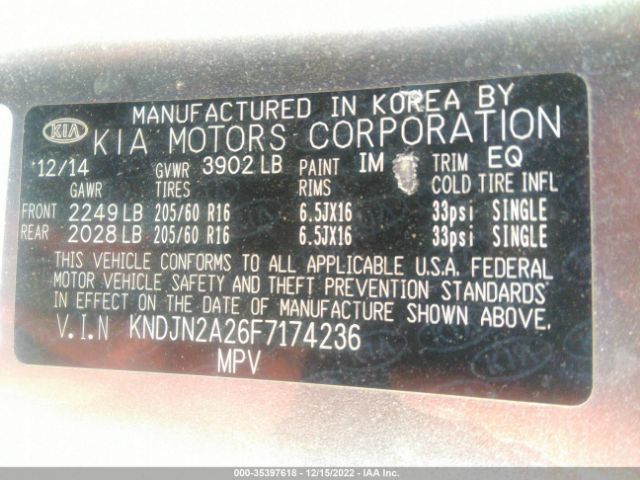 MANUFACTURED IN KOREA BY
KIA KIA MOTORS CORPORATION
12/14 GVWR 3902 LB PAINT IM TRIM EQ
GAWR TIRES RIMS COLD TIRE INFL
FRONT 2249 LB 205/60 R16 6.5JX16 33psi SINGLE
REAR 2028 LB 205/60 R16 6.5JX16 33psi SINGLE
THIS VEHICLE CONFORMS TO ALL APPLICABLE U.S.A. FEDERAL
MOTOR VEHICLE SAFETY AND THEFT PREVENTION STANDARDS
IN EFFECT ON THE DATE OF MANUFACTURE SHOWN ABOVE.
V.I.N KNDJN2A26F7174236
MPV
000-35397618 - 12/15/2022 - IAAI.com